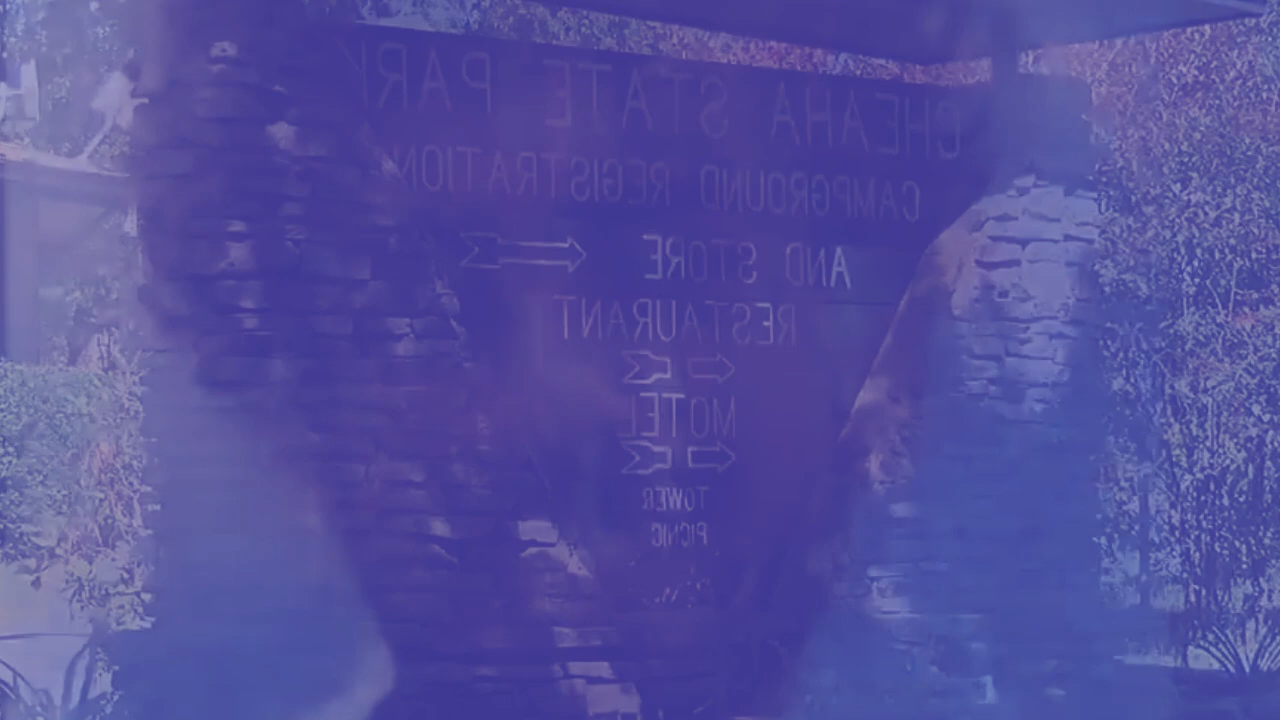 CHEAHA STATE PARK
CAMPGROUND REGISTRATION
AND STORE
RESTAURANT
MOTEL
TOWER
PICNIC